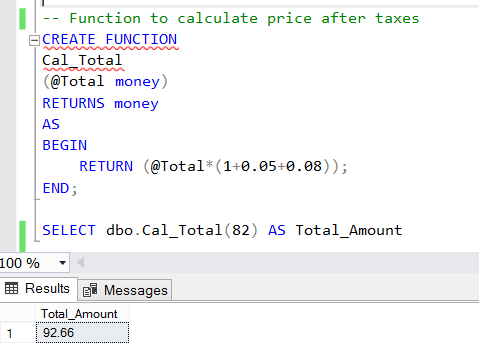 -- Function to calculate price after taxes
CREATE FUNCTION
Cal_Total
(@Total money)
RETURNS money
AS
BEGIN
    RETURN (@Total*(1+0.05+0.08));
END;

SELECT dbo.Cal_Total(82) AS Total_Amount
100 %
Results Messages
Total_Amount
1 92.66